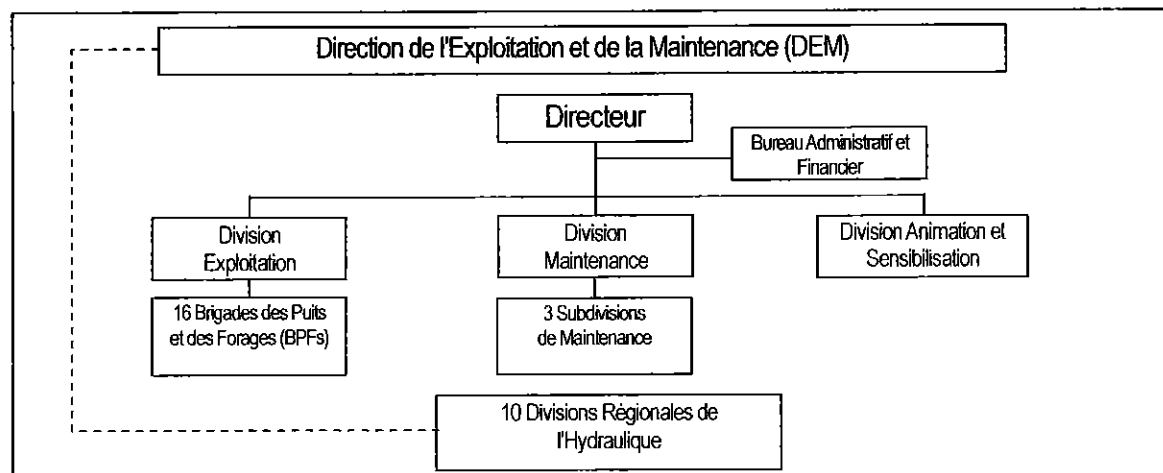 Direction de l'Exploitation et de la Maintenance (DEM)
Directeur
Bureau Administratif et
Financier
Division
Exploitation
Division
Maintenance
Division Animation et
Sensibilisation
16 Brigades des Puits
et des Forages (BPFs)
3 Subdivisions
de Maintenance
10 Divisions Régionales de
l'Hydraulique